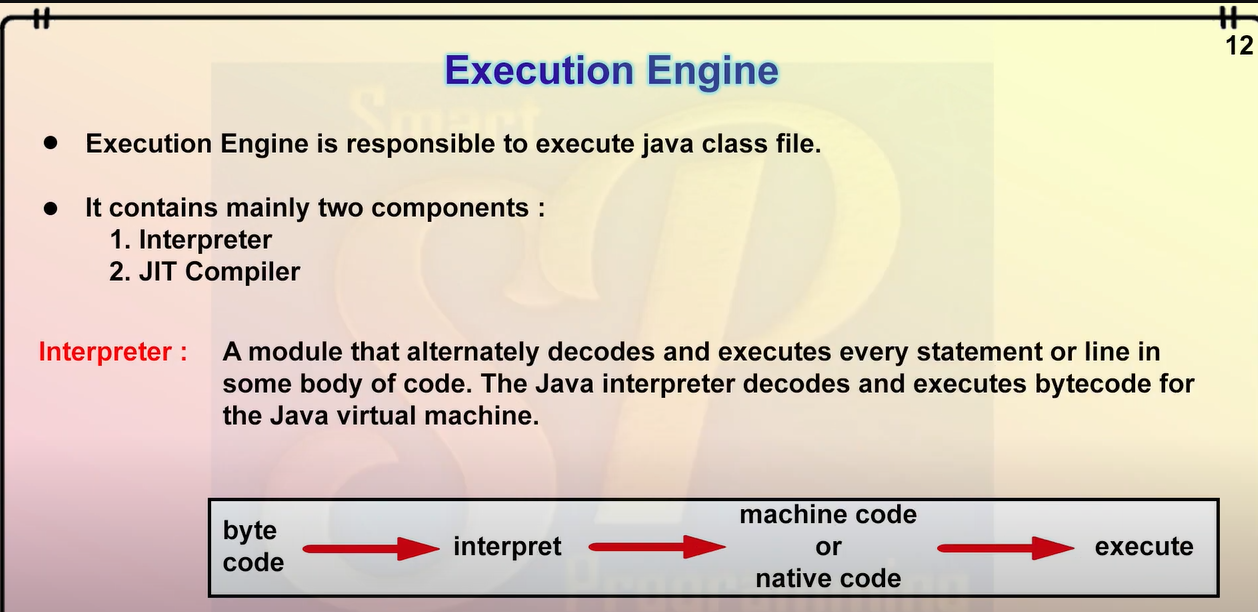 12
Execution Engine
● Execution Engine is responsible to execute java class file.
● It contains mainly two components :
1. Interpreter
2. JIT Compiler
Interpreter : A module that alternately decodes and executes every statement or line in
some body of code. The Java interpreter decodes and executes bytecode for
the Java virtual machine.
byte
code
interpret
machine code
or
native code
execute
Smart
SP
Programming